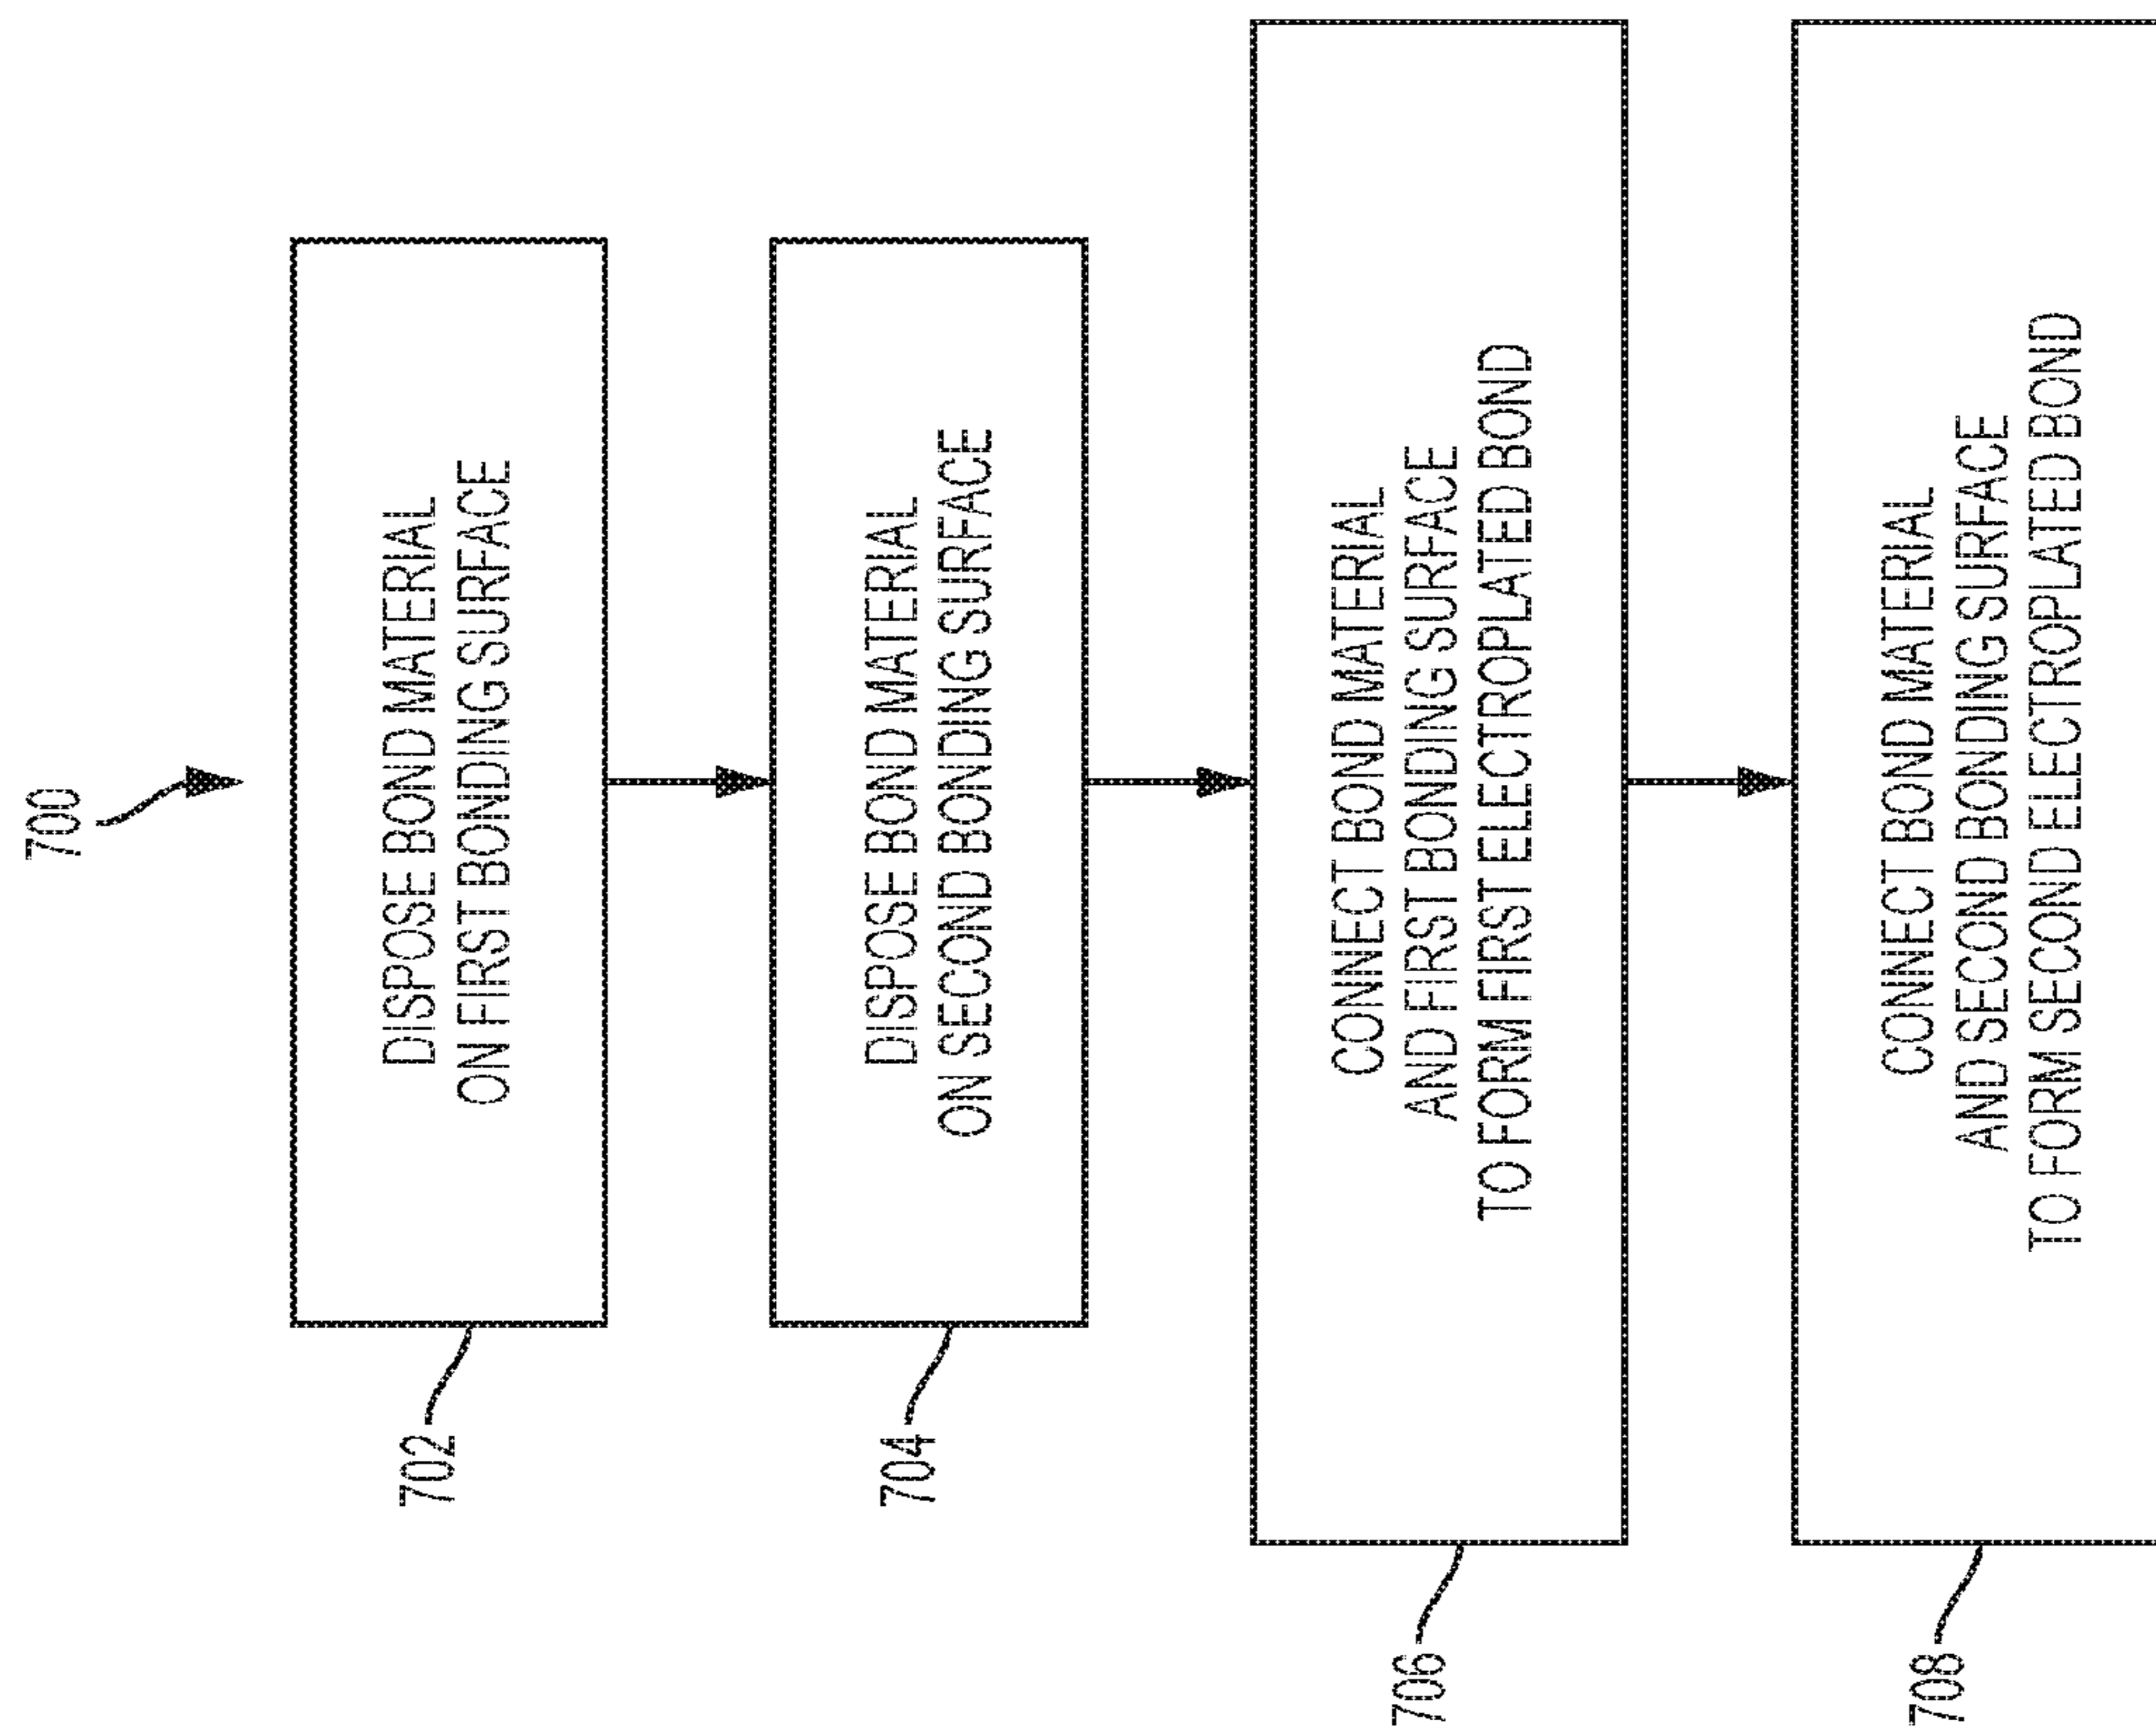 700
DISPOSE BOND MATERIAL
ON FIRST BONDING SURFACE
702
DISPOSE BOND MATERIAL
ON SECOND BONDING SURFACE
704
CONNECT BOND MATERIAL
AND FIRST BONDING SURFACE
TO FORM FIRST ELECTROPLATED BOND
706
CONNECT BOND MATERIAL
AND SECOND BONDING SURFACE
TO FORM SECOND ELECTROPLATED BOND
708